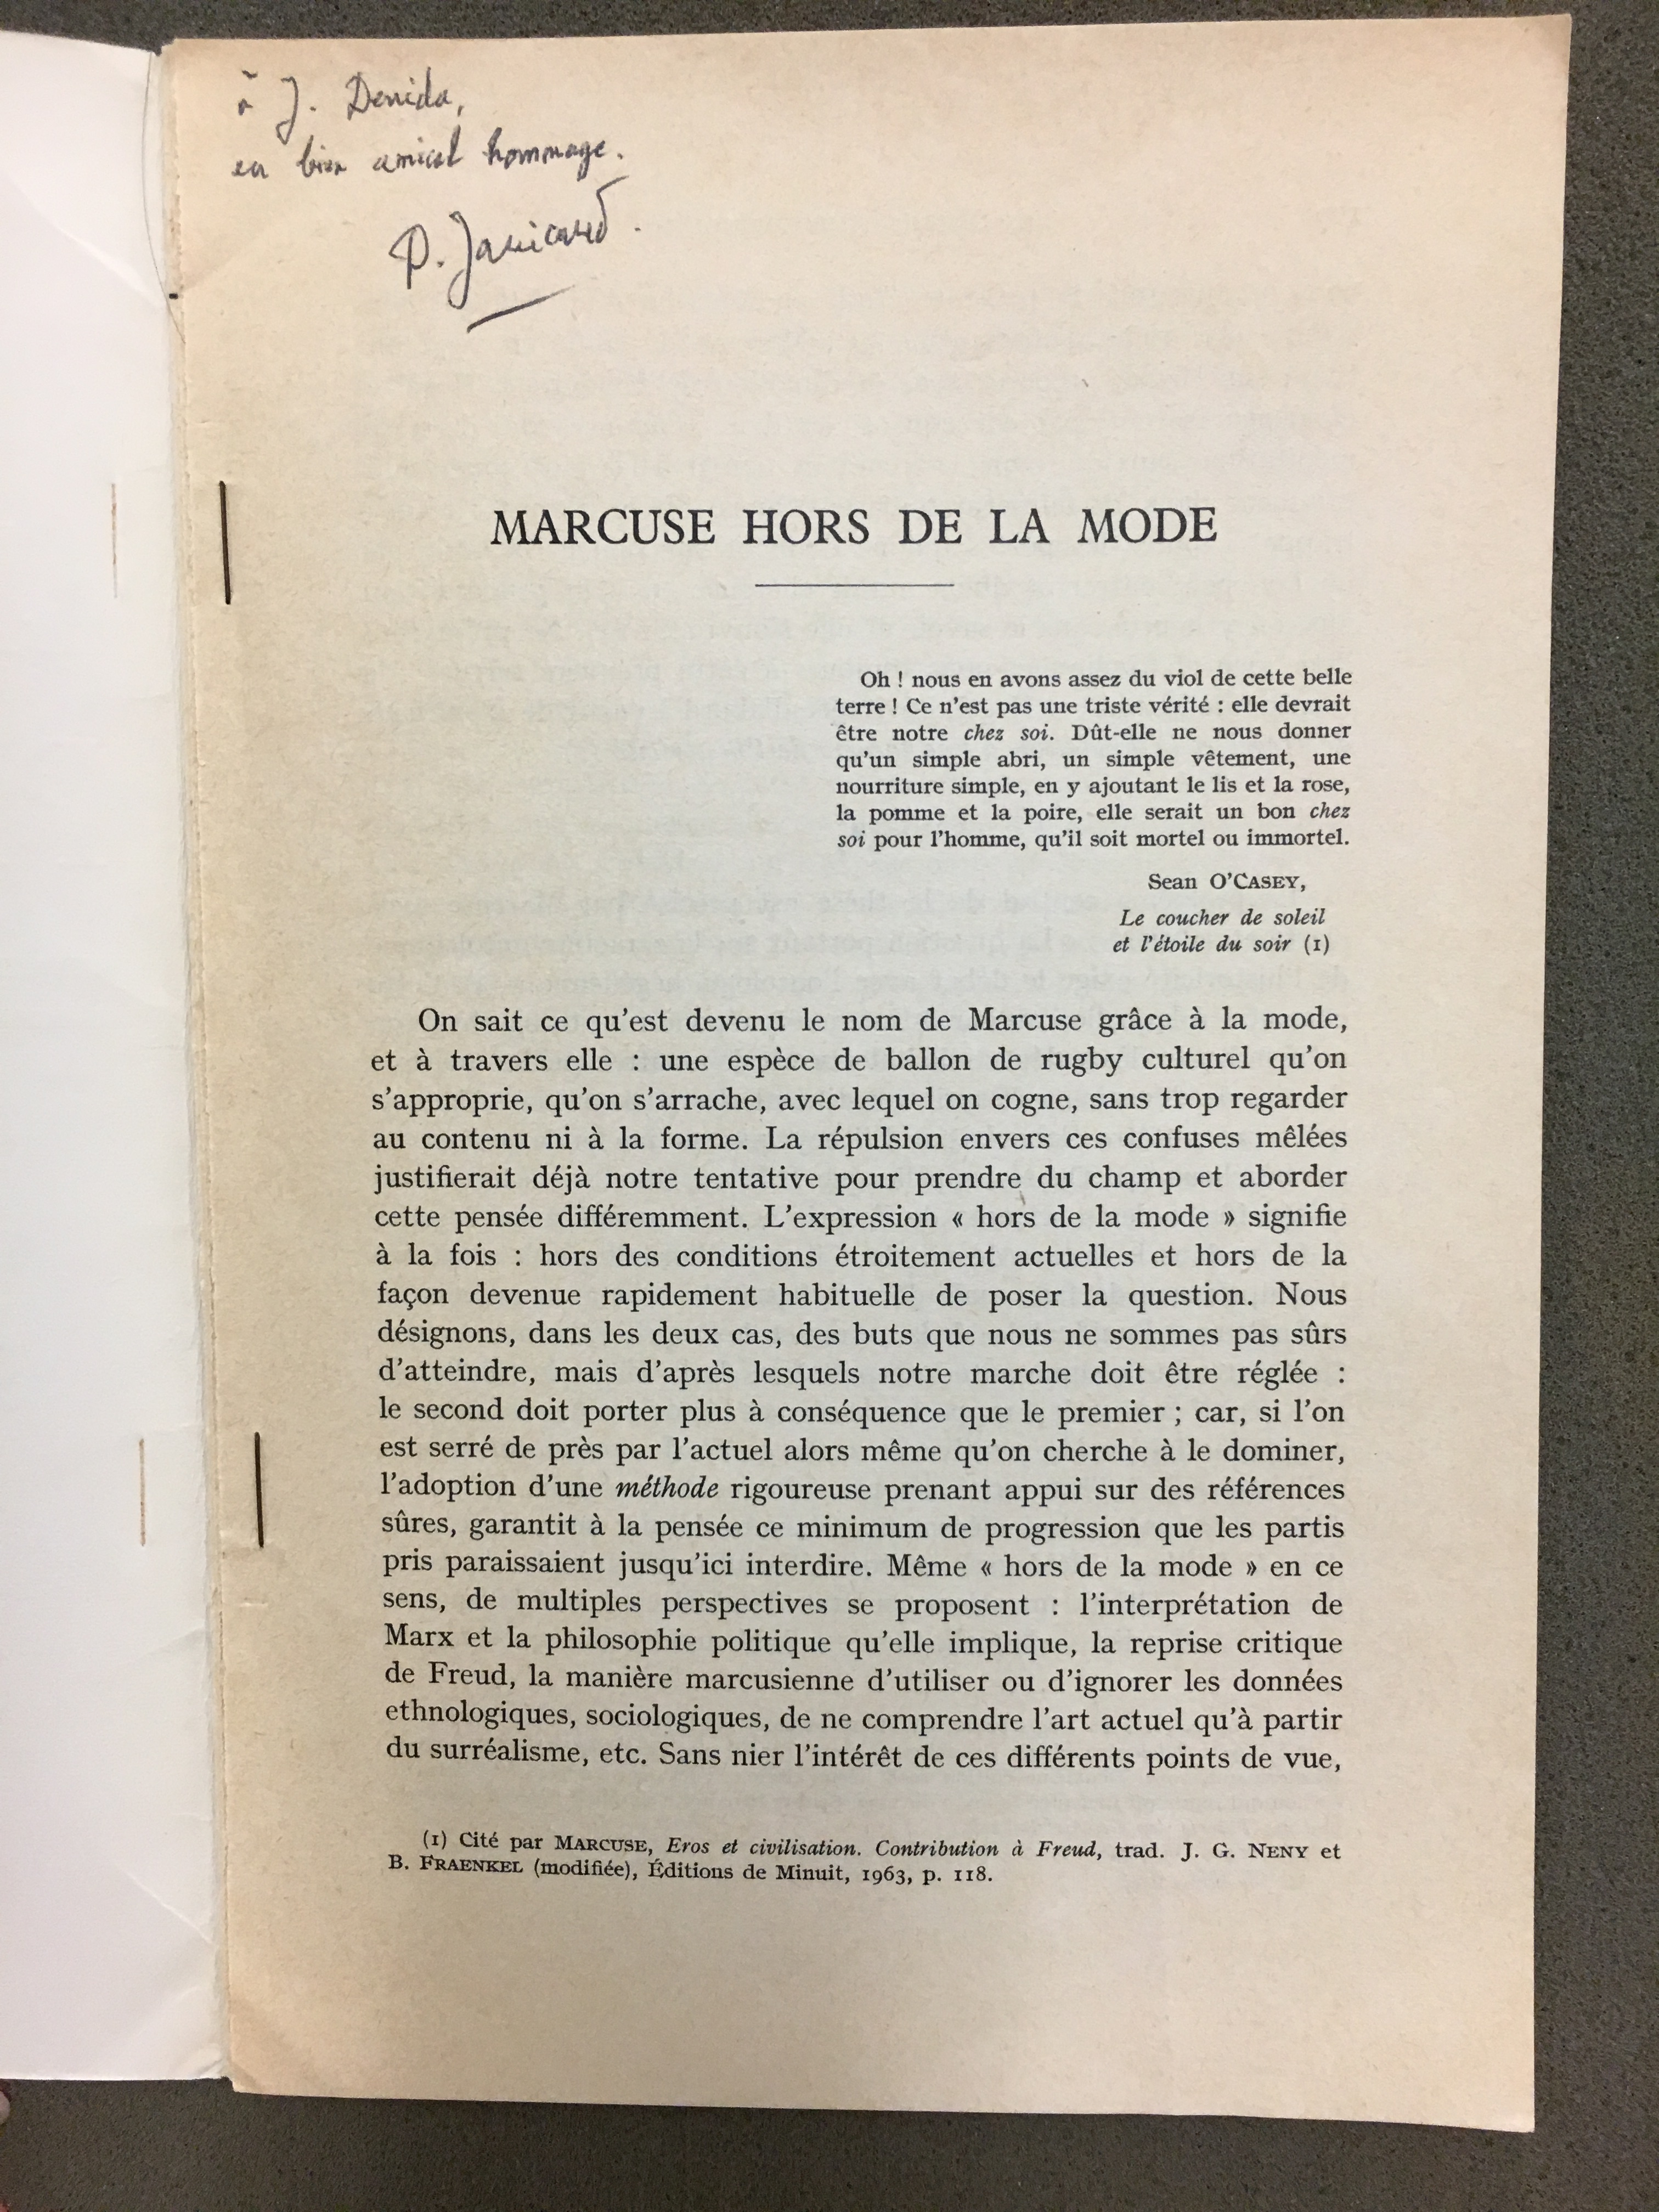 à J. Derrida,
en bien amical hommage.
D. Janicaud.
MARCUSE HORS DE LA MODE
Oh ! nous en avons assez du viol de cette belle
terre ! Ce n'est pas une triste vérité : elle devrait
être notre chez soi. Dût-elle ne nous donner
qu'un simple abri, un simple vêtement, une
nourriture simple, en y ajoutant le lis et la rose,
la pomme et la poire, elle serait un bon chez
soi pour l'homme, qu'il soit mortel ou immortel.
Sean O'CASEY,
Le coucher de soleil
et l'étoile du soir (1)
On sait ce qu'est devenu le nom de Marcuse grâce à la mode,
et à travers elle : une espèce de ballon de rugby culturel qu'on
s'approprie, qu'on s'arrache, avec lequel on cogne, sans trop regarder
au contenu ni à la forme. La répulsion envers ces confuses mêlées
justifierait déjà notre tentative pour prendre du champ et aborder
cette pensée différemment. L'expression « hors de la mode » signifie
à la fois : hors des conditions étroitement actuelles et hors de la
façon devenue rapidement habituelle de poser la question. Nous
désignons, dans les deux cas, des buts que nous ne sommes pas sûrs
d'atteindre, mais d'après lesquels notre marche doit être réglée :
le second doit porter plus à conséquence que le premier ; car, si l'on
est serré de près par l'actuel alors même qu'on cherche à le dominer,
l'adoption d'une méthode rigoureuse prenant appui sur des références
sûres, garantit à la pensée ce minimum de progression que les partis
pris paraissaient jusqu'ici interdire. Même « hors de la mode » en ce
sens, de multiples perspectives se proposent : l'interprétation de
Marx et la philosophie politique qu'elle implique, la reprise critique
de Freud, la manière marcusienne d'utiliser ou d'ignorer les données
ethnologiques, sociologiques, de ne comprendre l'art actuel qu'à partir
du surréalisme, etc. Sans nier l'intérêt de ces différents points de vue,
(1) Cité par MARCUSE, Eros et civilisation. Contribution à Freud, trad. J. G. NENY et
B. FRAENKEL (modifiée), Éditions de Minuit, 1963, p. 118.